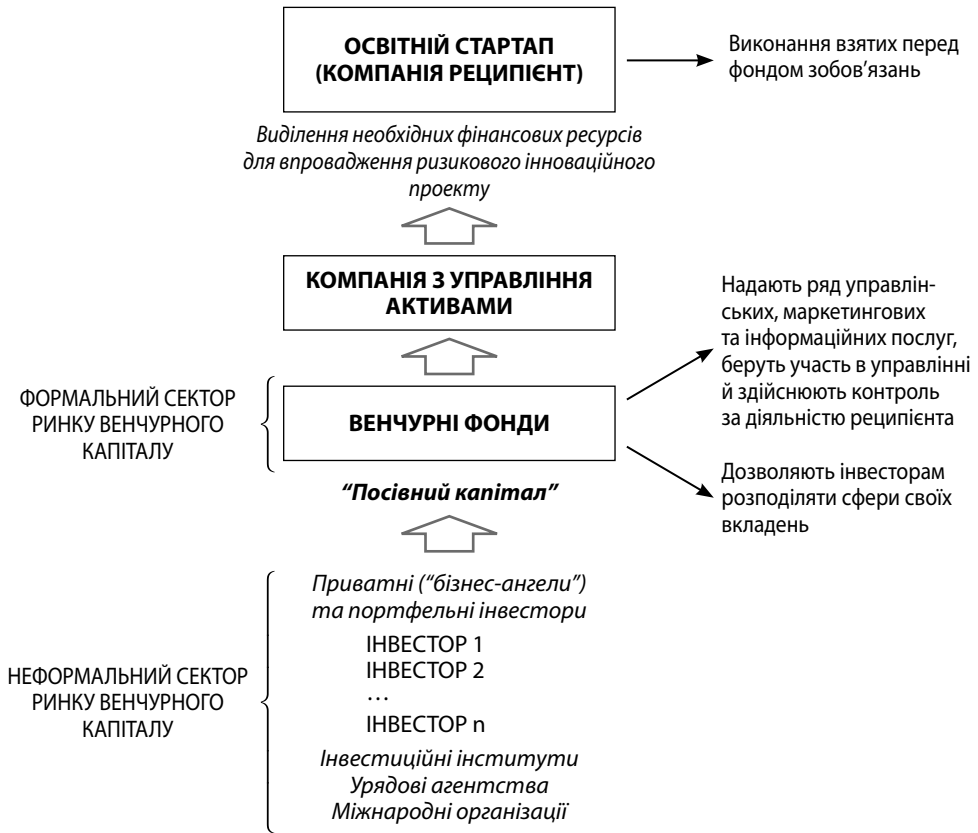 ОСВІТНІЙ СТАРТАП
(КОМПАНІЯ РЕЦИПІЄНТ)
Виконання взятих перед
фондом зобов’язань
Виділення необхідних фінансових ресурсів
для впровадження ризикового інноваційного
проекту
КОМПАНІЯ З УПРАВЛІННЯ
АКТИВАМИ
Надають ряд управлін-
ських, маркетингових
та інформаційних послуг,
беруть участь в управлінні
й здійснюють контроль
за діяльністю реципієнта
ФОРМАЛЬНИЙ СЕКТОР
РИНКУ ВЕНЧУРНОГО
КАПІТАЛУ
ВЕНЧУРНІ ФОНДИ
Дозволяють інвесторам
розподіляти сфери своїх
вкладень
“Посівний капітал”
НЕФОРМАЛЬНИЙ СЕКТОР
РИНКУ ВЕНЧУРНОГО
КАПІТАЛУ
Приватні (“бізнес-ангели”)
та портфельні інвестори
ІНВЕСТОР 1
ІНВЕСТОР 2
…
ІНВЕСТОР n
Інвестиційні інститути
Урядові агентства
Міжнародні організації